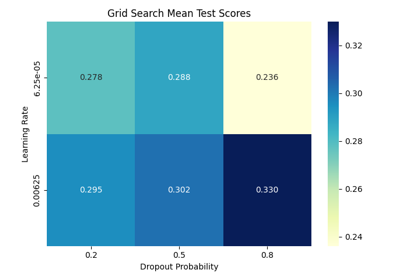 Grid Search Mean Test Scores
Learning Rate
6.25e-05
0.278 0.288 0.236
0.00625
0.295 0.302 0.330
0.2 0.5 0.8
Dropout Probability
0.32
0.30
0.28
0.26
0.24